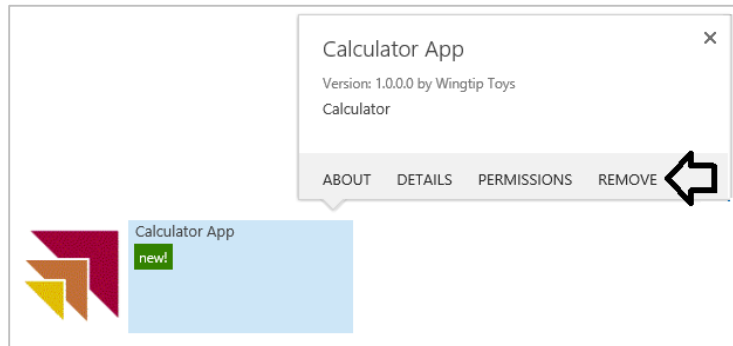 Calculator App
Version: 1.0.0.0 by Wingtip Toys
Calculator
ABOUT DETAILS PERMISSIONS REMOVE
Calculator App
new!